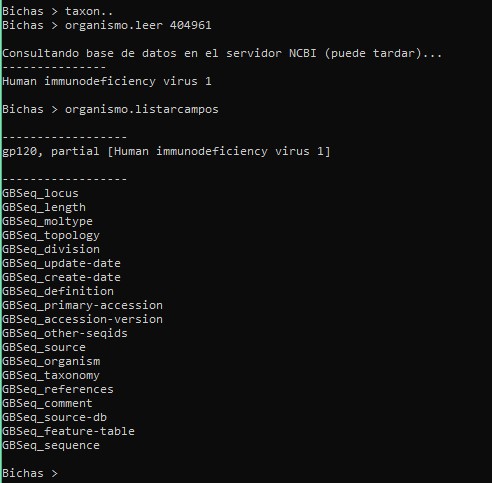 Bichas > taxon..
Bichas > organismo.leer 404961
Consultando base de datos en el servidor NCBI (puede tardar)...
---------------
Human immunodeficiency virus 1
Bichas > organismo.listarcampos
------------------
gp120, partial [Human immunodeficiency virus 1]
------------------
GBSeq_locus
GBSeq_length
GBSeq_moltype
GBSeq_topology
GBSeq_division
GBSeq_update-date
GBSeq_create-date
GBSeq_definition
GBSeq_primary-accession
GBSeq_accession-version
GBSeq_other-seqids
GBSeq_source
GBSeq_organism
GBSeq_taxonomy
GBSeq_references
GBSeq_comment
GBSeq_source-db
GBSeq_feature-table
GBSeq_sequence
Bichas >